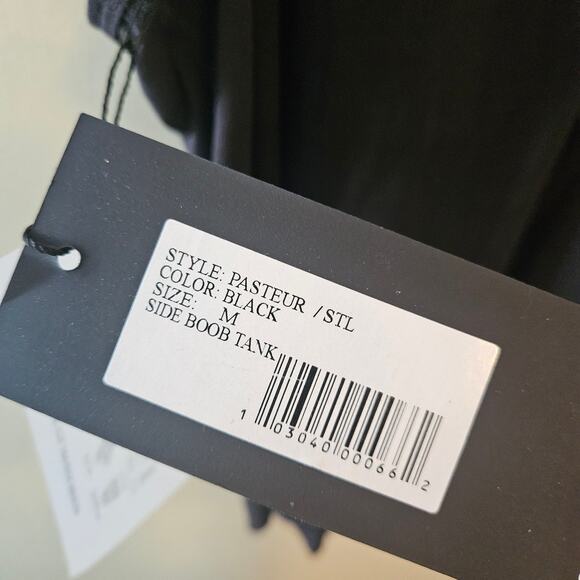 STYLE: PASTEUR / STL
COLOR: BLACK
SIZE: M
SIDE BOOB TANK
1 03040 00066 2